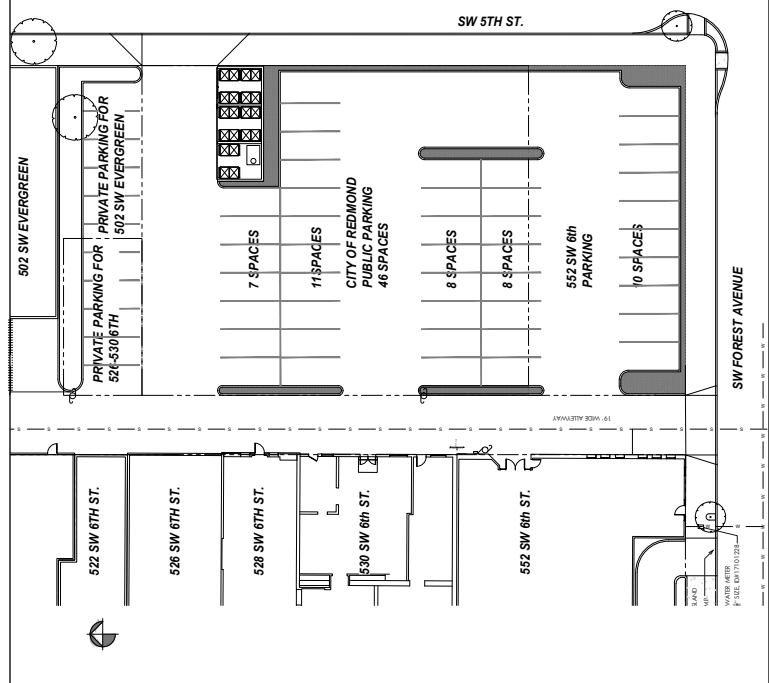 SW 5TH ST.
502 SW EVERGREEN
PRIVATE PARKING FOR
502 SW EVERGREEN
PRIVATE PARKING FOR
526-530 6TH
7 SPACES
11 SPACES
CITY OF REDMOND
PUBLIC PARKING
46 SPACES
8 SPACES
8 SPACES
552 SW 6th
PARKING
10 SPACES
SW FOREST AVENUE
19' WIDE ALLEYWAY
522 SW 6TH ST.
526 SW 6TH ST.
528 SW 6TH ST.
530 SW 6th ST.
552 SW 6th ST.
WATER METER
SIZE, ID#17101228